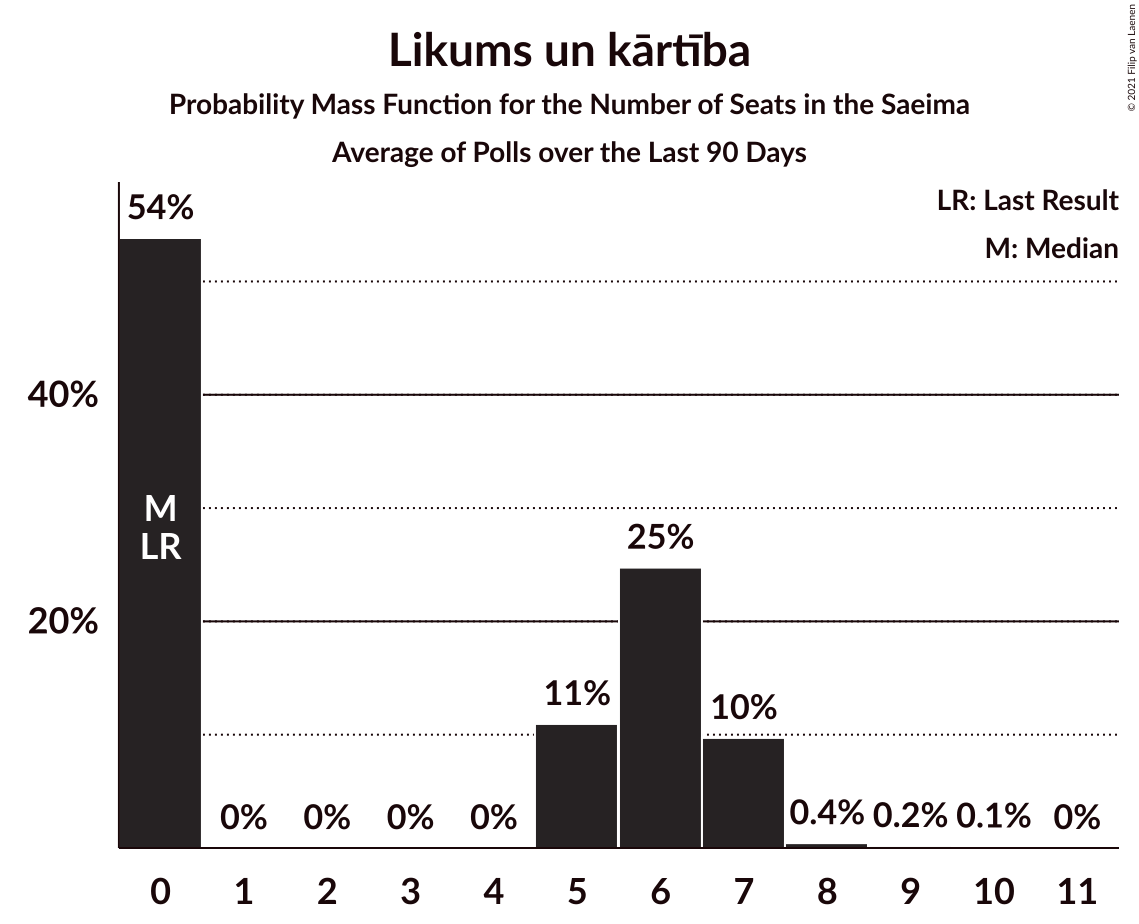 Likums un kārtība
Probability Mass Function for the Number of Seats in the Saeima
Average of Polls over the Last 90 Days
© 2021 Filip van Laenen
LR: Last Result
M: Median
54%
40%
20%
M
LR
0% 0% 0% 0% 11% 25% 10% 0.4% 0.2% 0.1% 0%
0 1 2 3 4 5 6 7 8 9 10 11